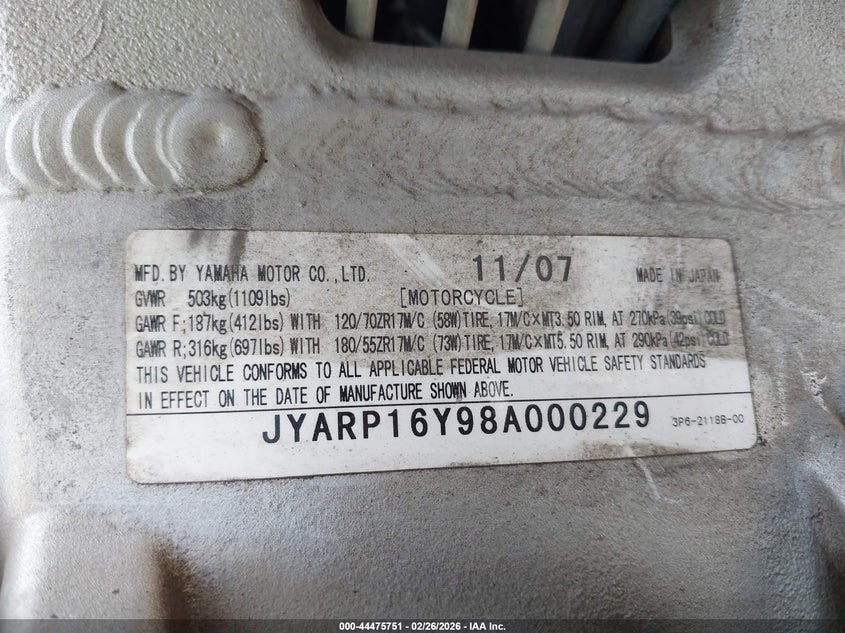 MFD. BY YAMAHA MOTOR CO., LTD. 11/07 MADE IN JAPAN
GVWR 503kg(1109lbs) [MOTORCYCLE]
GAWR F;187kg(412lbs) WITH 120/70ZR17M/C (58W)TIRE, 17M/C×MT3.50 RIM, AT 270kPa(39psi)COLD
GAWR R;316kg(697lbs) WITH 180/55ZR17M/C (73W)TIRE, 17M/C×MT5.50 RIM, AT 290kPa(42psi)COLD
THIS VEHICLE CONFORMS TO ALL APPLICABLE FEDERAL MOTOR VEHICLE SAFETY STANDARDS
IN EFFECT ON THE DATE OF MANUFACTURE SHOWN ABOVE.
JYARP16Y98A000229 3P6-2118B-00
000-44475751 | 02/26/2026 | IAA Inc.